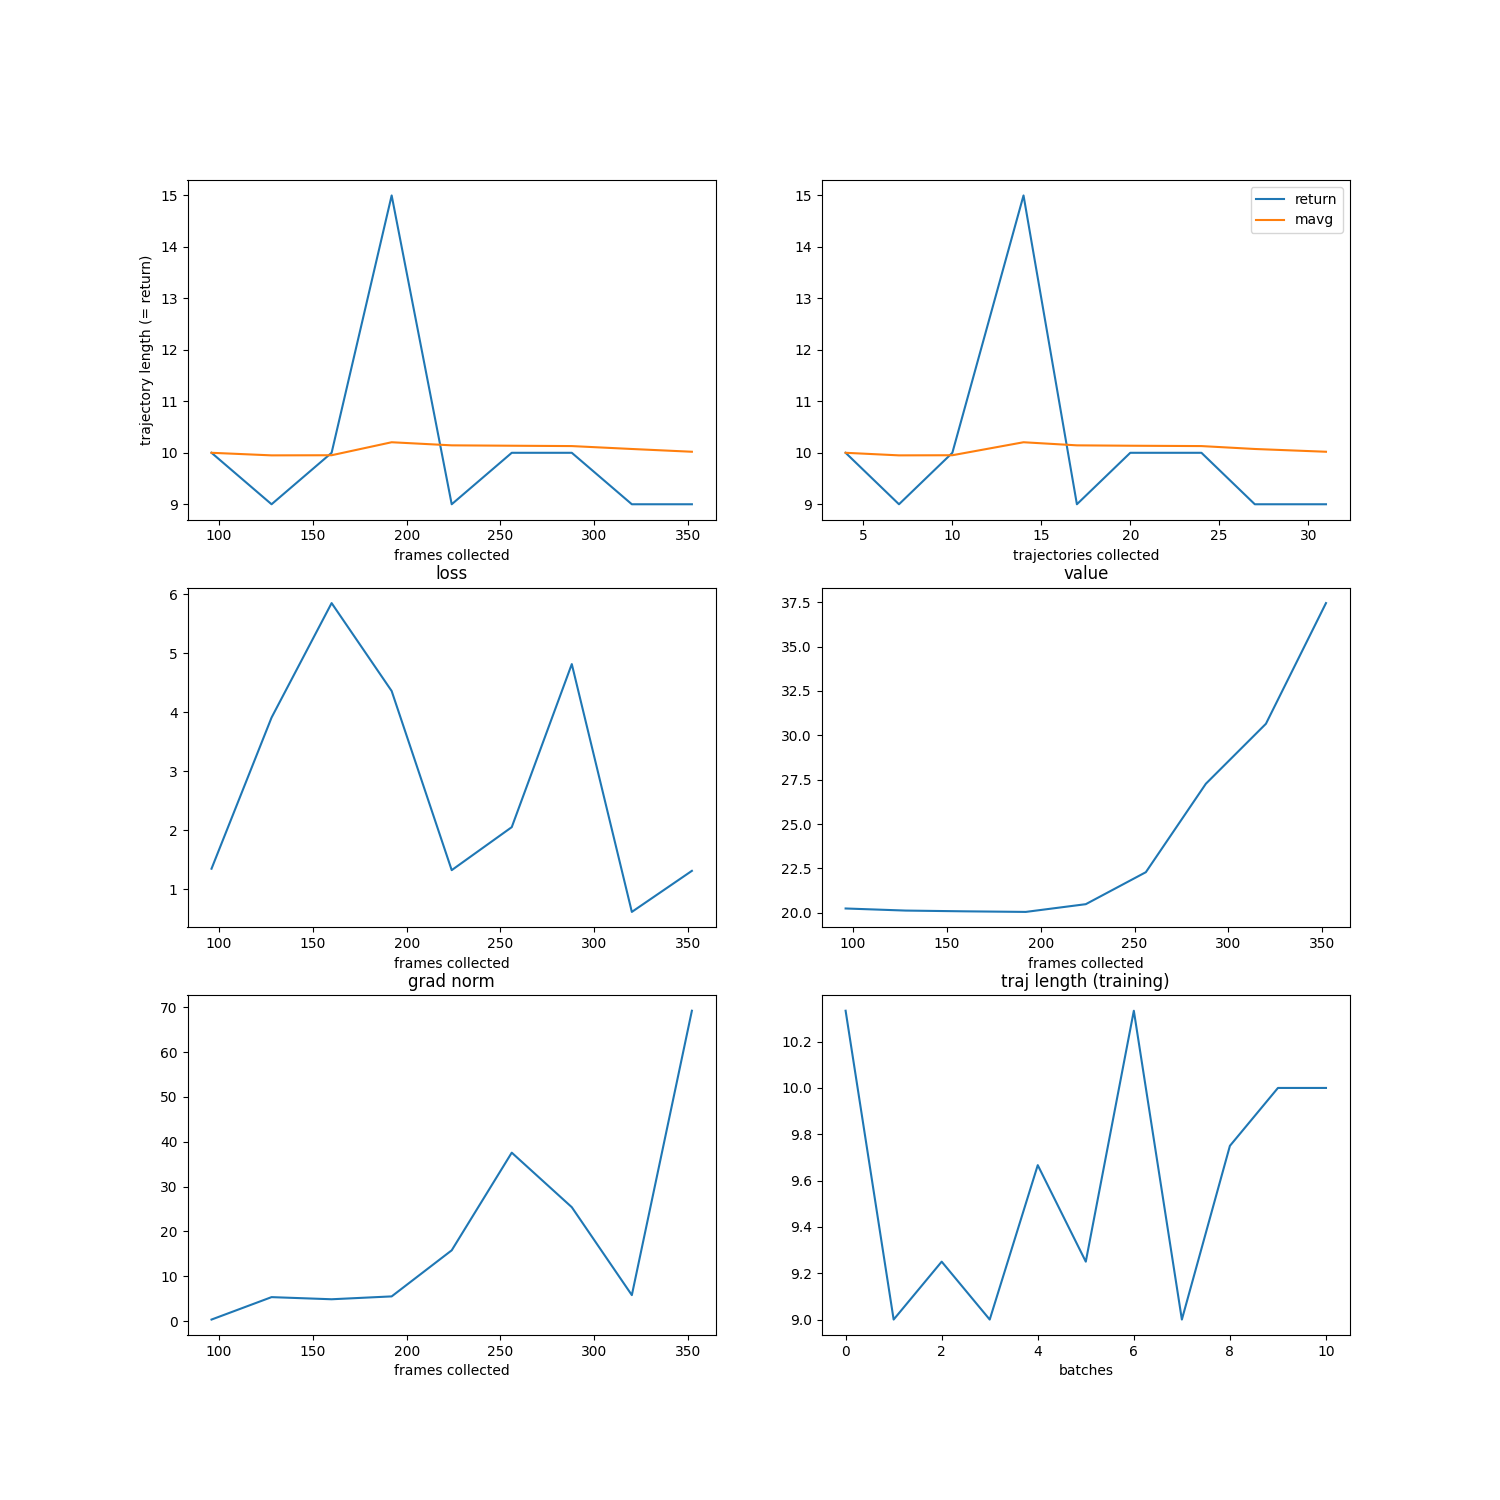 15
14
13
12
11
10
9
trajectory length (= return)
100 150 200 250 300 350
frames collected
return
mavg
15
14
13
12
11
10
9
5 10 15 20 25 30
trajectories collected
loss
6
5
4
3
2
1
100 150 200 250 300 350
frames collected
value
37.5
35.0
32.5
30.0
27.5
25.0
22.5
20.0
100 150 200 250 300 350
frames collected
grad norm
70
60
50
40
30
20
10
0
100 150 200 250 300 350
frames collected
traj length (training)
10.2
10.0
9.8
9.6
9.4
9.2
9.0
0 2 4 6 8 10
batches